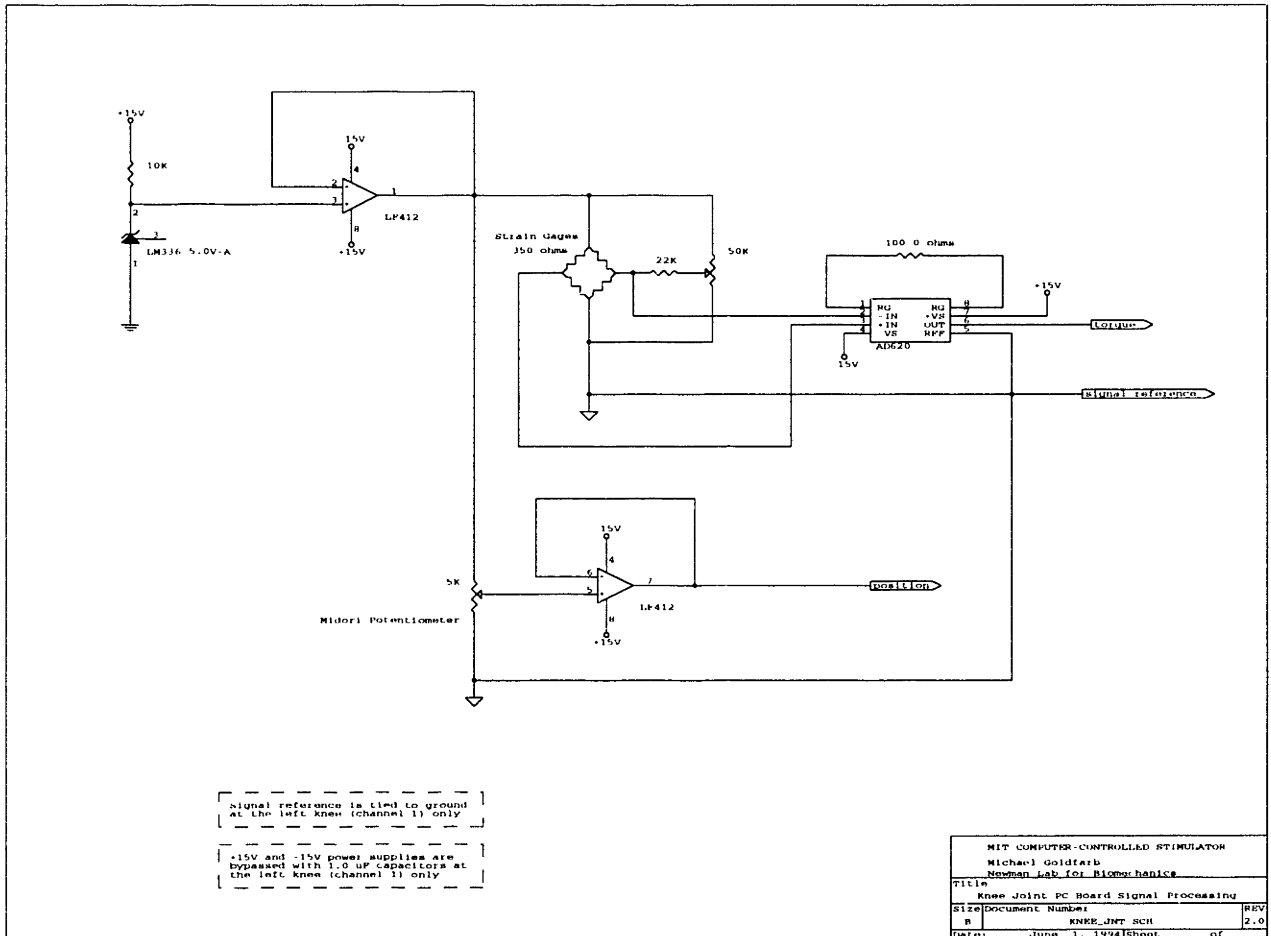 +15V
10K
2
3
1
LM336 5.0V-A
15V
4
2
3
1
8
+15V
LF412
Strain Gages
350 ohms
22K
50K
100 0 ohms
+15V
1
2
3
4
RG
-IN
+IN
VS
RG
+VS
OUT
REF
8
7
6
5
AD620
15V
torque
signal reference
15V
4
6
5
7
8
+15V
LF412
position
5K
Midori Potentiometer
signal reference is tied to ground
at the left knee (channel 1) only
+15V and -15V power supplies are
bypassed with 1.0 uF capacitors at
the left knee (channel 1) only
MIT COMPUTER-CONTROLLED STIMULATOR
Michael Goldfarb
Newman Lab for Biomechanics
Title
Knee Joint PC Board Signal Processing
Size Document Number REV
B KNEE_JNT SCH 2.0
Date: June 1, 1994 Sheet of